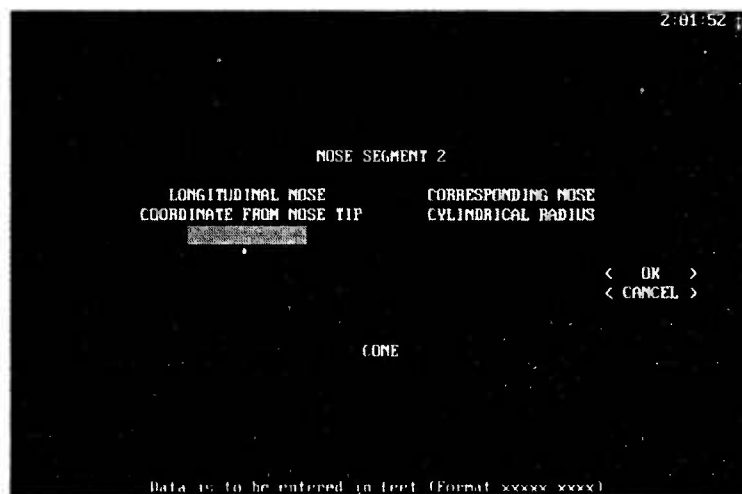 2:01:52
NOSE SEGMENT 2
LONGITUDINAL NOSE CORRESPONDING NOSE
COORDINATE FROM NOSE TIP CYLINDRICAL RADIUS
< OK >
< CANCEL >
CONE
Data is to be entered in feet (Format xxxxx.xxxx)